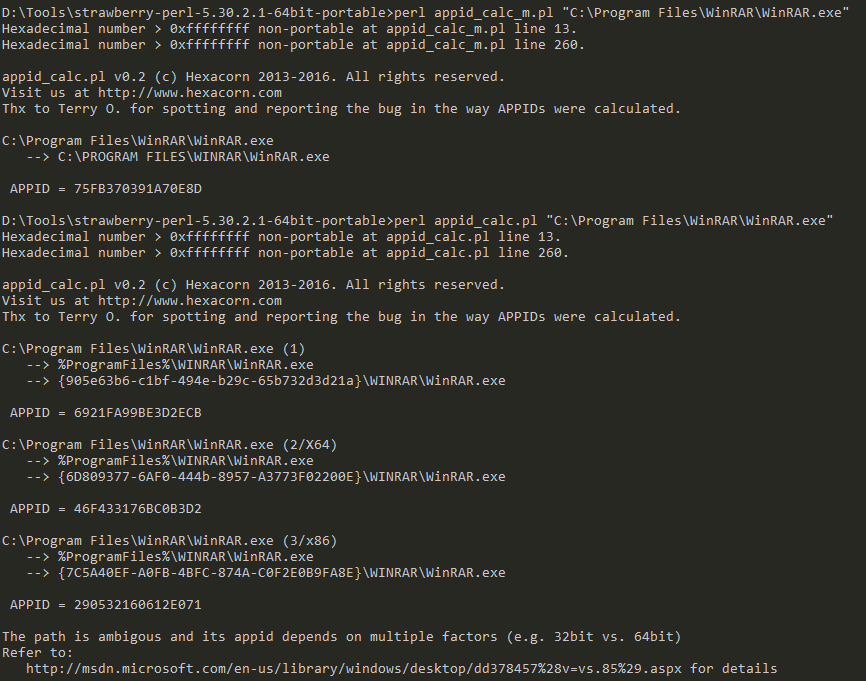 D:\Tools\strawberry-perl-5.30.2.1-64bit-portable>perl appid_calc_m.pl "C:\Program Files\WinRAR\WinRAR.exe"
Hexadecimal number > 0xffffffff non-portable at appid_calc_m.pl line 13.
Hexadecimal number > 0xffffffff non-portable at appid_calc_m.pl line 260.
appid_calc.pl v0.2 (c) Hexacorn 2013-2016. All rights reserved.
Visit us at http://www.hexacorn.com
Thx to Terry O. for spotting and reporting the bug in the way APPIDs were calculated.
C:\Program Files\WinRAR\WinRAR.exe
--> C:\PROGRAM FILES\WINRAR\WinRAR.exe
APPID = 75FB370391A70E8D
D:\Tools\strawberry-perl-5.30.2.1-64bit-portable>perl appid_calc.pl "C:\Program Files\WinRAR\WinRAR.exe"
Hexadecimal number > 0xffffffff non-portable at appid_calc.pl line 13.
Hexadecimal number > 0xffffffff non-portable at appid_calc.pl line 260.
appid_calc.pl v0.2 (c) Hexacorn 2013-2016. All rights reserved.
Visit us at http://www.hexacorn.com
Thx to Terry O. for spotting and reporting the bug in the way APPIDs were calculated.
C:\Program Files\WinRAR\WinRAR.exe (1)
--> %ProgramFiles%\WINRAR\WinRAR.exe
--> {905e63b6-c1bf-494e-b29c-65b732d3d21a}\WINRAR\WinRAR.exe
APPID = 6921FA99BE3D2ECB
C:\Program Files\WinRAR\WinRAR.exe (2/X64)
--> %ProgramFiles%\WINRAR\WinRAR.exe
--> {6D809377-6AF0-444b-8957-A3773F02200E}\WINRAR\WinRAR.exe
APPID = 46F433176BC0B3D2
C:\Program Files\WinRAR\WinRAR.exe (3/x86)
--> %ProgramFiles%\WINRAR\WinRAR.exe
--> {7C5A40EF-A0FB-4BFC-874A-C0F2E0B9FA8E}\WINRAR\WinRAR.exe
APPID = 290532160612E071
The path is ambigous and its appid depends on multiple factors (e.g. 32bit vs. 64bit)
Refer to:
http://msdn.microsoft.com/en-us/library/windows/desktop/dd378457%28v=vs.85%29.aspx for details